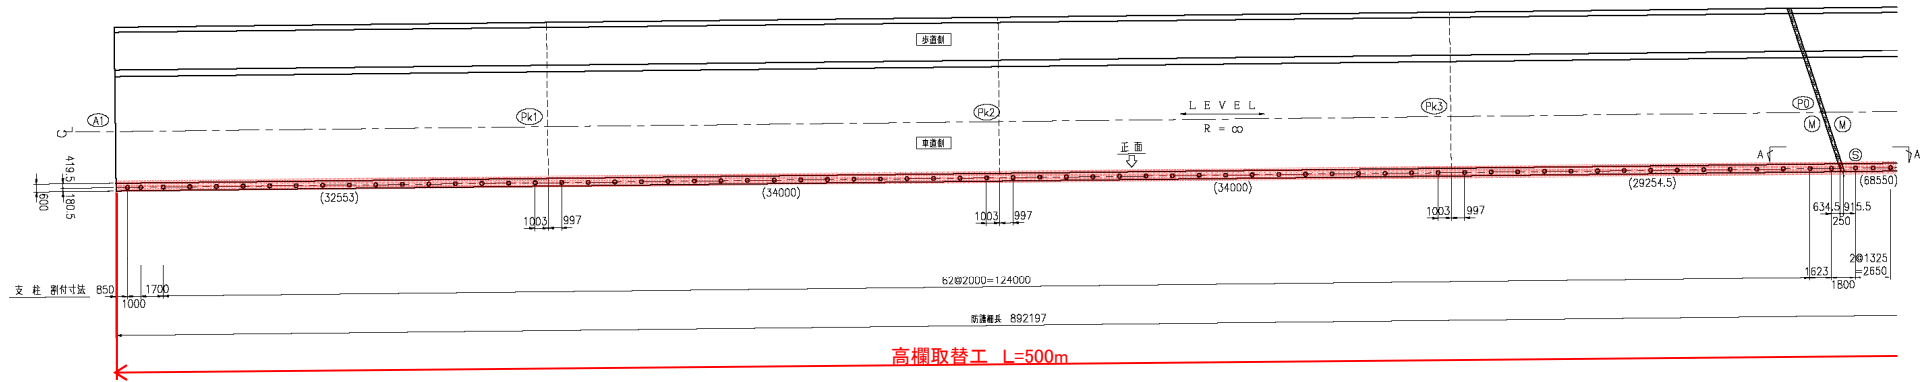 歩道側
A1
Pk1
Pk2
Pk3
P0
L E V E L
R = ∞
M
M
車道側
正 面
A
S
A
419.5
180.5
600
(32553)
(34000)
(34000)
(29254.5)
(68550)
1003
997
1003
997
1003
997
634.5
915.5
250
支 柱 割付寸法
850
1000
1700
62@2000=124000
1623
1800
2@1325
=2650
防護柵長 892197
高欄取替工 L=500m